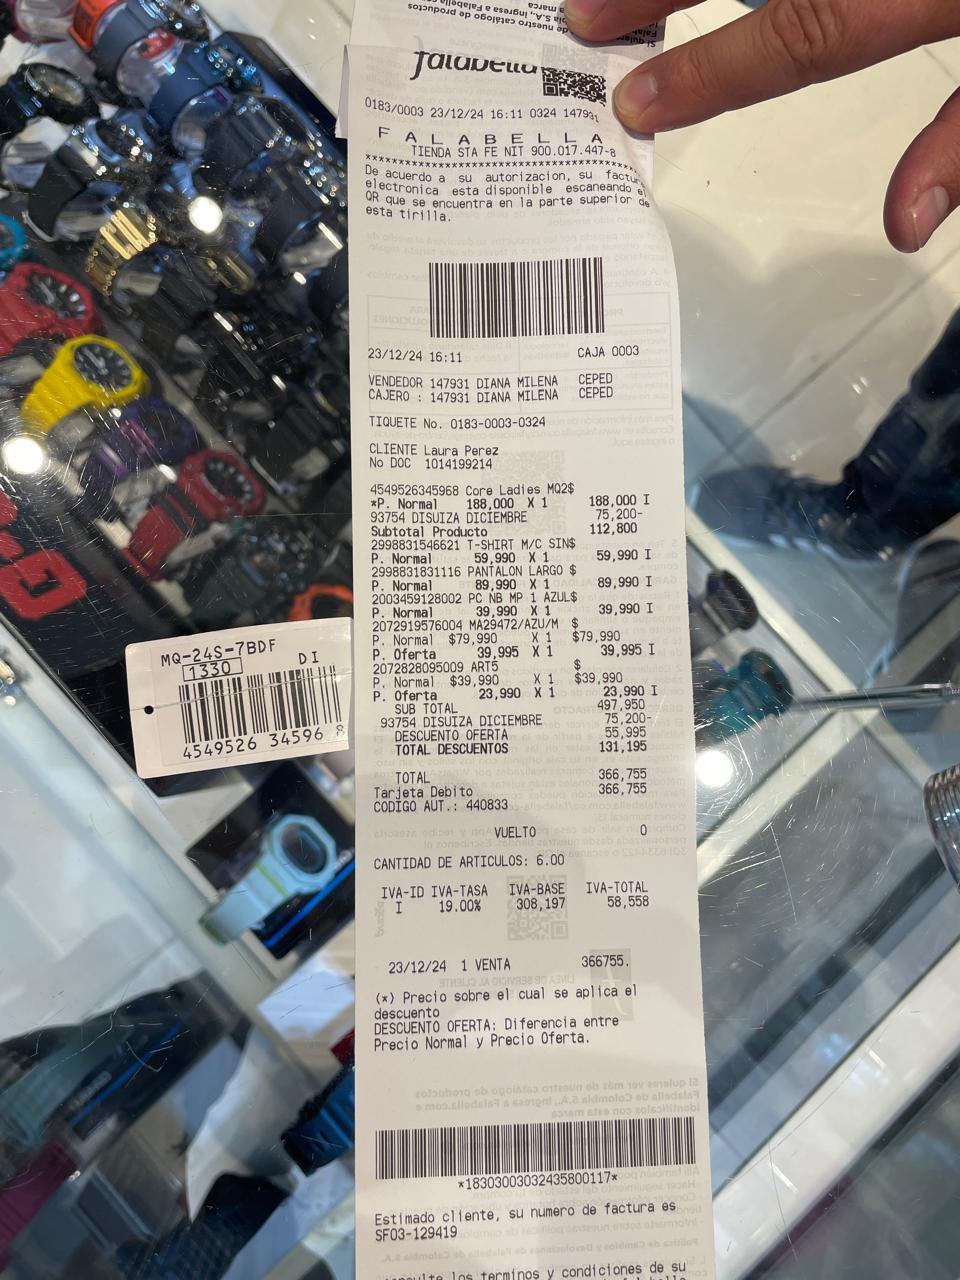 falabella
0183/0003 23/12/24 16:11 0324 147931
F A L A B E L L A
TIENDA STA FE NIT 900.017.447-8
De acuerdo a su autorizacion, su factura
electronica esta disponible escaneando el
QR que se encuentra en la parte superior de
esta tirilla.
23/12/24 16:11 CAJA 0003
VENDEDOR 147931 DIANA MILENA CEPED
CAJERO : 147931 DIANA MILENA CEPED
TIQUETE No. 0183-0003-0324
CLIENTE Laura Perez
No DOC 1014199214
4549526345968 Core Ladies MQ2$
*P. Normal 188,000 X 1 188,000 I
93754 DISUIZA DICIEMBRE 75,200-
Subtotal Producto 112,800
2998831546621 T-SHIRT M/C SIN$
P. Normal 59,990 X 1 59,990 I
2998831831116 PANTALON LARGO $
P. Normal 89,990 X 1 89,990 I
2003459128002 PC NB MP 1 AZUL$
P. Normal 39,990 X 1 39,990 I
2072919576004 MA29472/AZU/M $
P. Normal $79,990 X 1 $79,990
P. Oferta 39,995 X 1 39,995 I
2072828095009 ART5 $
P. Normal $39,990 X 1 $39,990
P. Oferta 23,990 X 1 23,990 I
SUB TOTAL 497,950
93754 DISUIZA DICIEMBRE 75,200-
DESCUENTO OFERTA 55,995
TOTAL DESCUENTOS 131,195
TOTAL 366,755
Tarjeta Debito 366,755
CODIGO AUT.: 440833
VUELTO 0
CANTIDAD DE ARTICULOS: 6.00
IVA-ID IVA-TASA IVA-BASE IVA-TOTAL
I 19.00% 308,197 58,558
23/12/24 1 VENTA 366755.
(*) Precio sobre el cual se aplica el
descuento
DESCUENTO OFERTA: Diferencia entre
Precio Normal y Precio Oferta.
*18303003032435800117*
Estimado cliente, su numero de factura es
SF03-129419
los terminos y condiciones de su
MQ-24S-7BDF
1330 DI
4549526 34596 8